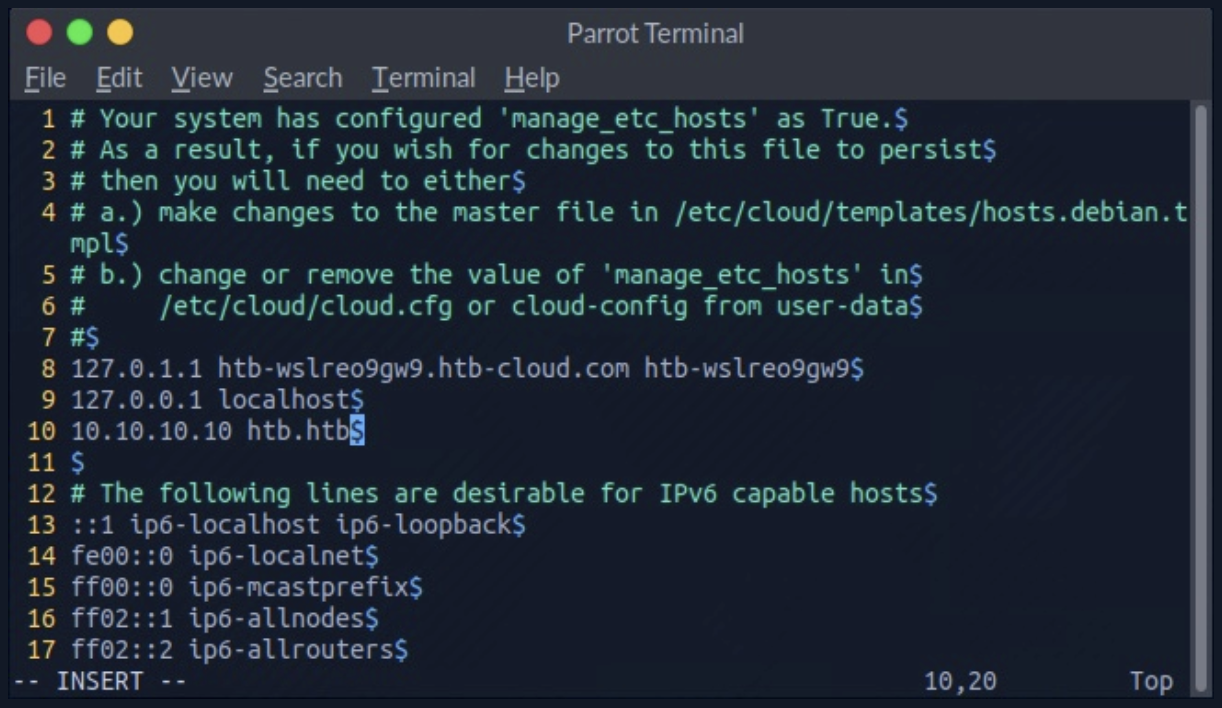 Parrot Terminal
File Edit View Search Terminal Help
1 # Your system has configured 'manage_etc_hosts' as True.$
2 # As a result, if you wish for changes to this file to persist$
3 # then you will need to either$
4 # a.) make changes to the master file in /etc/cloud/templates/hosts.debian.t
mpl$
5 # b.) change or remove the value of 'manage_etc_hosts' in$
6 #     /etc/cloud/cloud.cfg or cloud-config from user-data$
7 #$
8 127.0.1.1 htb-wslreo9gw9.htb-cloud.com htb-wslreo9gw9$
9 127.0.0.1 localhost$
10 10.10.10.10 htb.htb$
11 $
12 # The following lines are desirable for IPv6 capable hosts$
13 ::1 ip6-localhost ip6-loopback$
14 fe00::0 ip6-localnet$
15 ff00::0 ip6-mcastprefix$
16 ff02::1 ip6-allnodes$
17 ff02::2 ip6-allrouters$
-- INSERT -- 10,20 Top